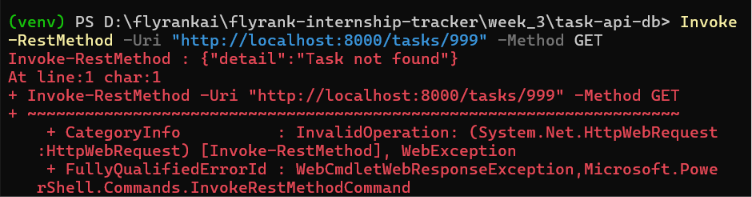 (venv) PS D:\flyrankai\flyrank-internship-tracker\week_3\task-api-db> Invoke
-RestMethod -Uri "http://localhost:8000/tasks/999" -Method GET
Invoke-RestMethod : {"detail":"Task not found"}
At line:1 char:1
+ Invoke-RestMethod -Uri "http://localhost:8000/tasks/999" -Method GET
+ ~~~~~~~~~~~~~~~~~~~~~~~~~~~~~~~~~~~~~~~~~~~~~~~~~~~~~~~~~~~~~~~~~~~~
    + CategoryInfo          : InvalidOperation: (System.Net.HttpWebRequest
   :HttpWebRequest) [Invoke-RestMethod], WebException
    + FullyQualifiedErrorId : WebCmdletWebResponseException,Microsoft.Powe
   rShell.Commands.InvokeRestMethodCommand